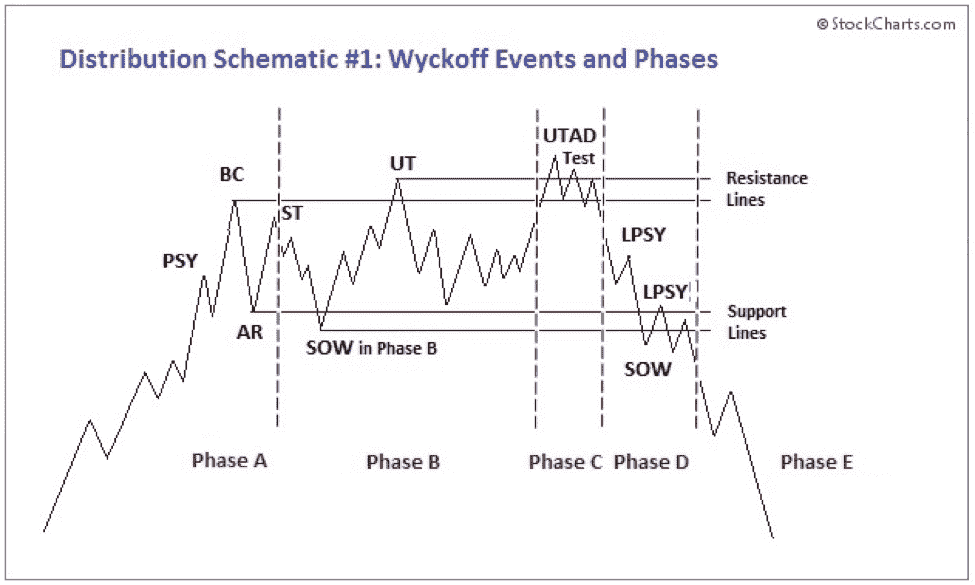 © StockCharts.com
Distribution Schematic #1: Wyckoff Events and Phases
UTAD
Test
UT
BC
Resistance
Lines
ST
LPSY
PSY
LPSY
Support
Lines
AR
SOW in Phase B
SOW
Phase A
Phase B
Phase C
Phase D
Phase E